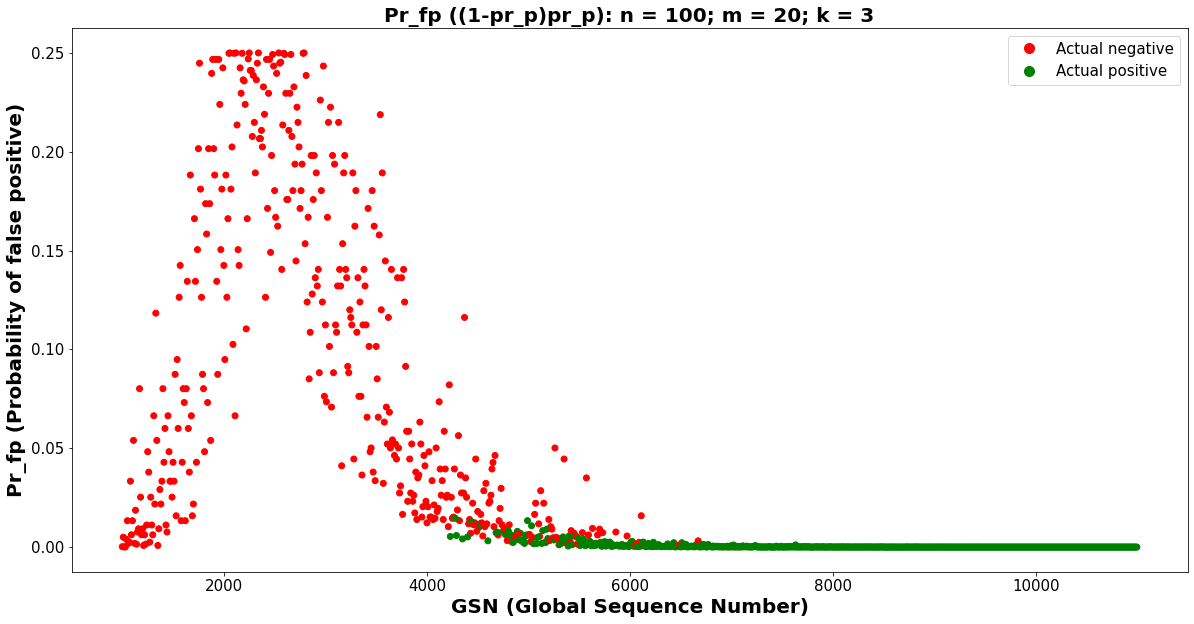 Pr_fp ((1-pr_p)pr_p): n = 100; m = 20; k = 3
Actual negative
Actual positive
Pr_fp (Probability of false positive)
0.25
0.20
0.15
0.10
0.05
0.00
2000 4000 6000 8000 10000
GSN (Global Sequence Number)